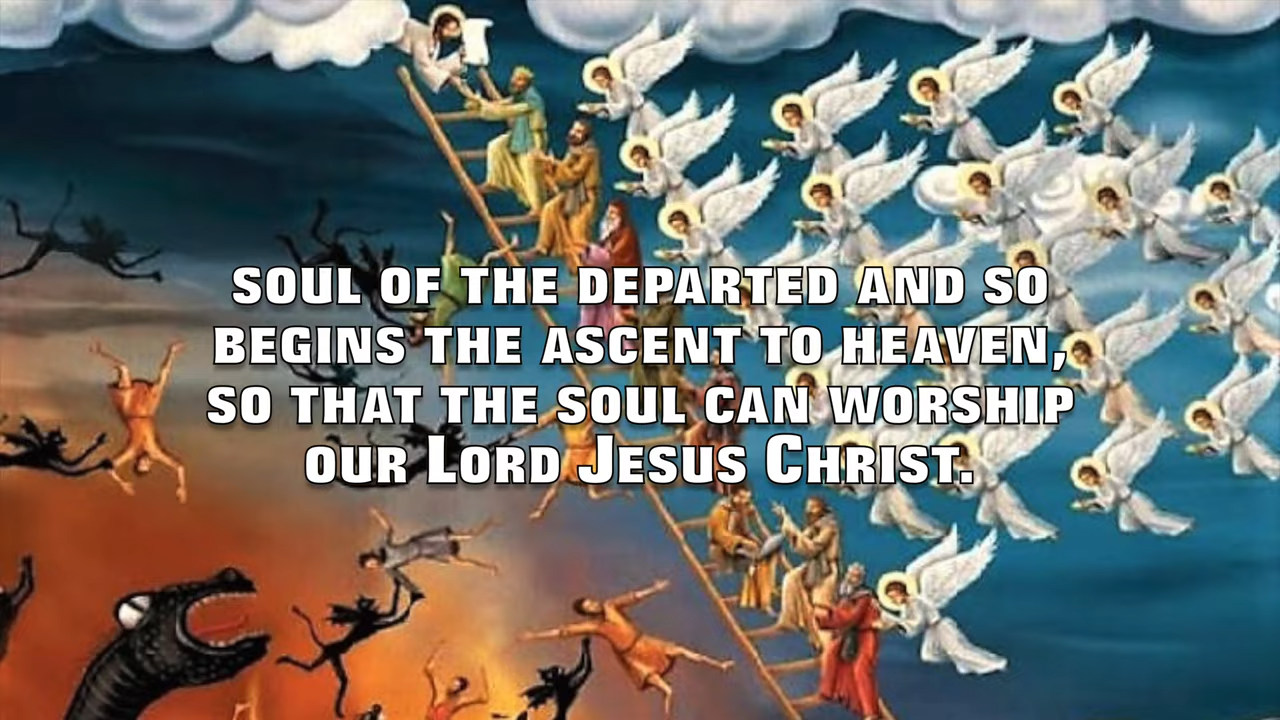 SOUL OF THE DEPARTED AND SO
BEGINS THE ASCENT TO HEAVEN,
SO THAT THE SOUL CAN WORSHIP
OUR LORD JESUS CHRIST.